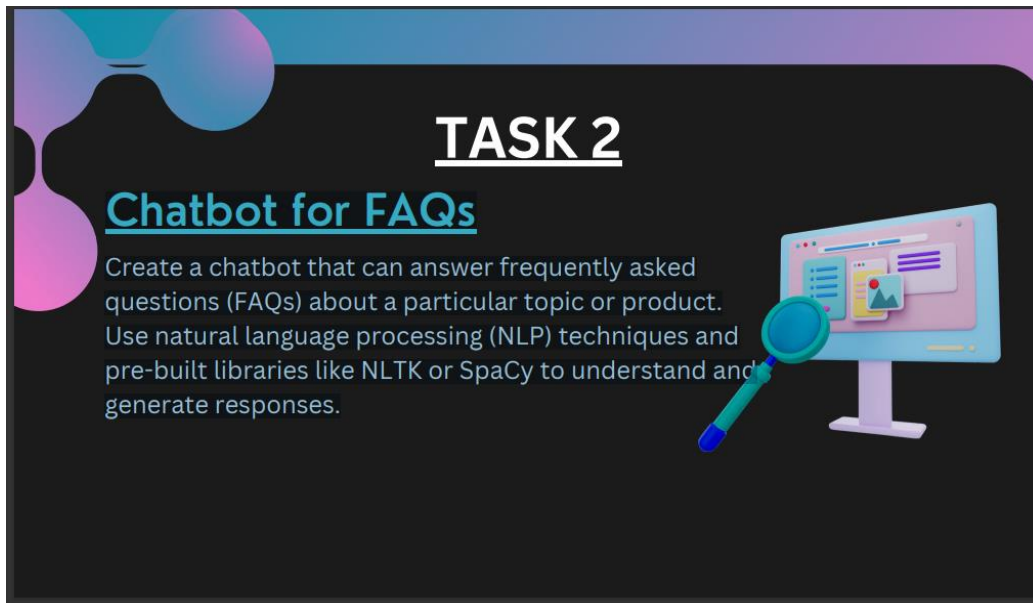 TASK 2
Chatbot for FAQs
Create a chatbot that can answer frequently asked
questions (FAQs) about a particular topic or product.
Use natural language processing (NLP) techniques and
pre-built libraries like NLTK or SpaCy to understand and
generate responses.